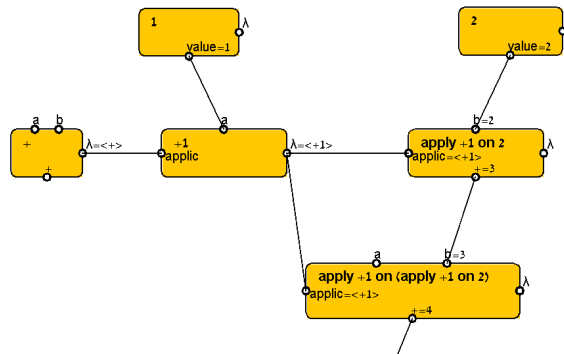 1
λ
value=1
2
value=2
a b
+
λ=<+>
+
a
+1
applic
λ=<+1>
b=2
apply +1 on 2
applic=<+1>
λ
+=3
a
b=3
apply +1 on (apply +1 on 2)
applic=<+1>
λ
+=4